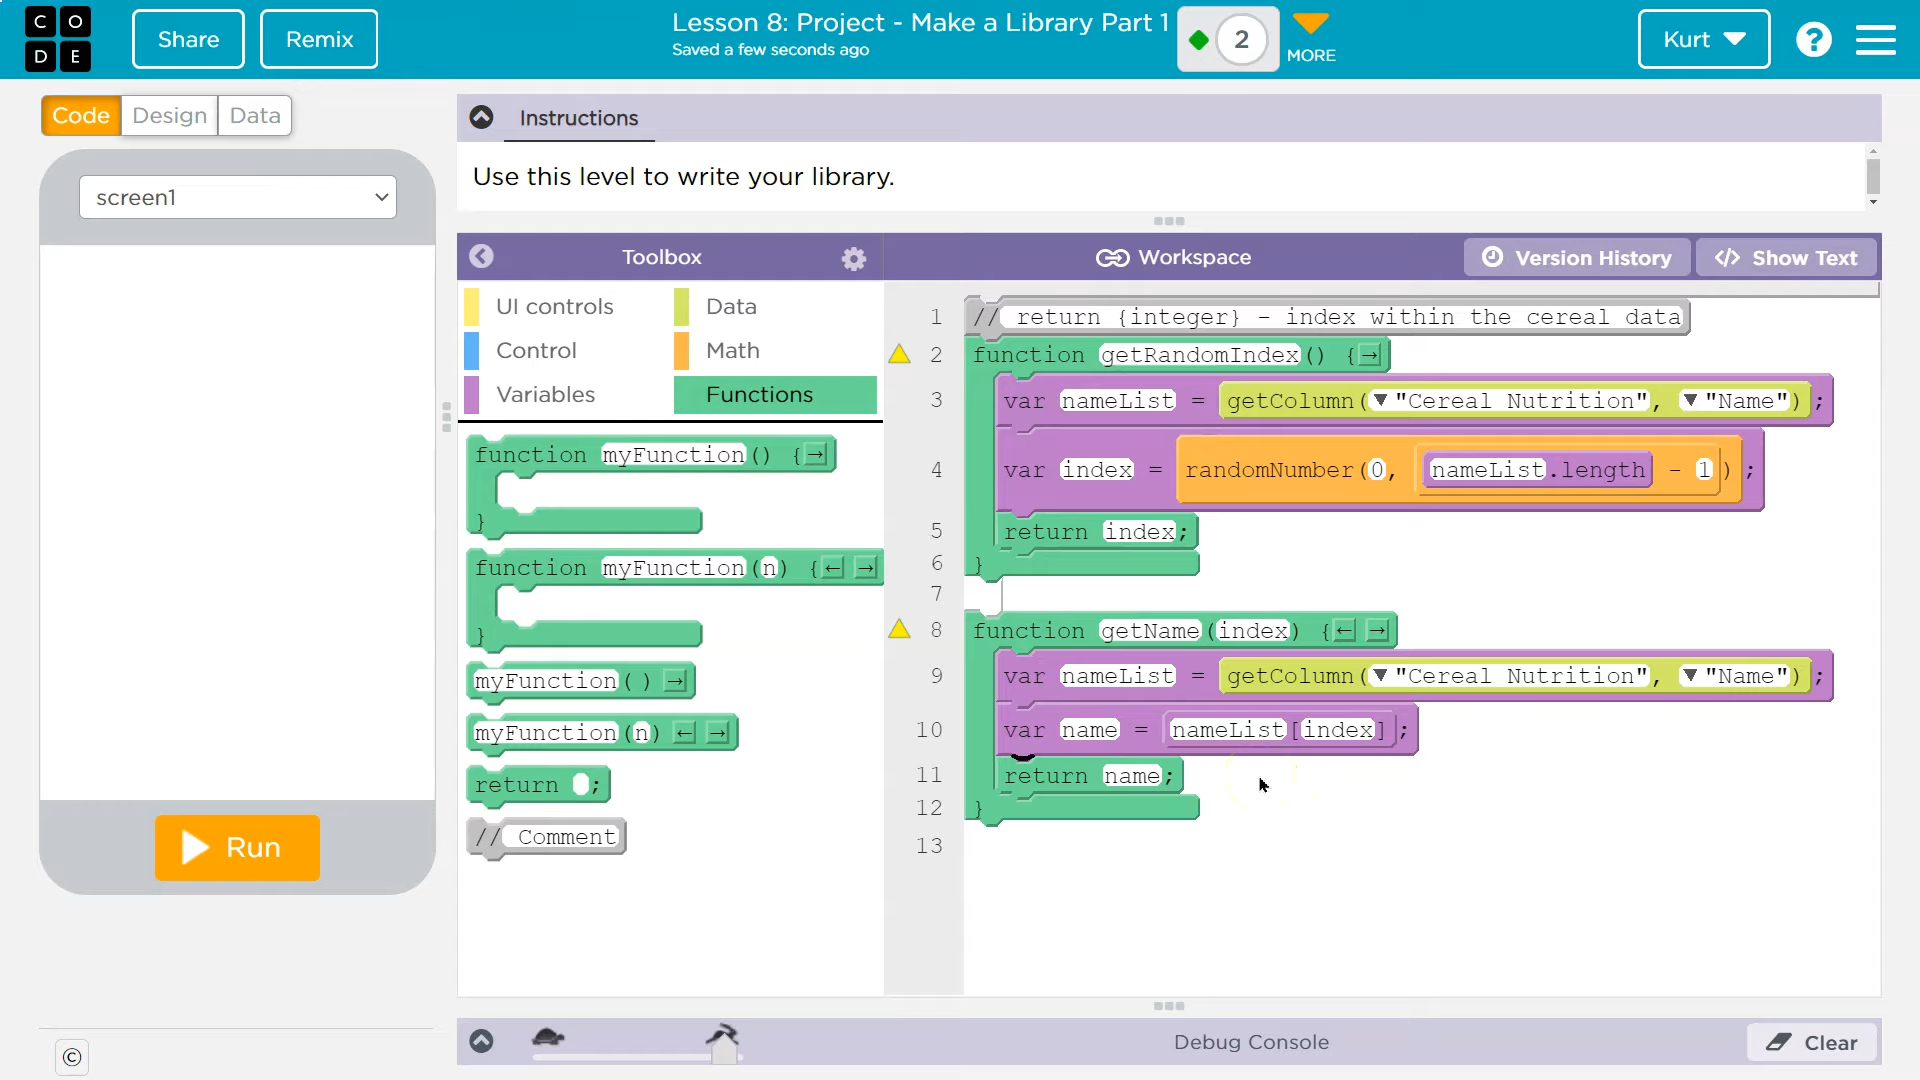 CODE
Share
Remix
Lesson 8: Project - Make a Library Part 1
Saved a few seconds ago
2
MORE
Kurt
?
Code
Design
Data
screen1
Run
©
Instructions
Use this level to write your library.
Toolbox
Workspace
Version History
</> Show Text
UI controls
Data
Control
Math
Variables
Functions
function myFunction() {→
}
function myFunction(n) {← →
}
myFunction() →
myFunction(n) ← →
return ;
// Comment
1 // return {integer} - index within the cereal data
2 function getRandomIndex() {→
3 var nameList = getColumn(▼"Cereal Nutrition", ▼"Name");
4 var index = randomNumber(0, nameList.length - 1);
5 return index;
6 }
7
8 function getName(index) {← →
9 var nameList = getColumn(▼"Cereal Nutrition", ▼"Name");
10 var name = nameList[index];
11 return name;
12 }
13
Debug Console
Clear